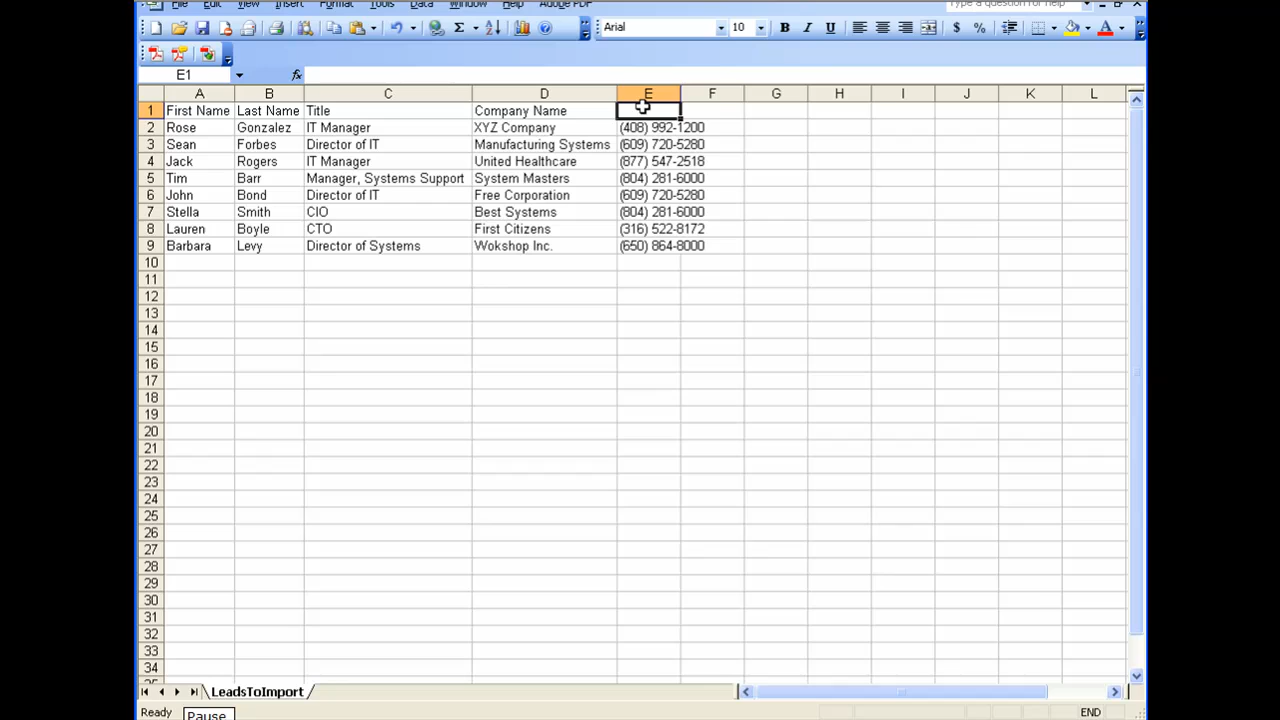 File Edit View Insert Format Tools Data Window Help Adobe PDF Type a question for help
Σ Arial 10 B I U $ % A
E1 fx
A B C D E F G H I J K L
1 First Name Last Name Title Company Name
2 Rose Gonzalez IT Manager XYZ Company (408) 992-1200
3 Sean Forbes Director of IT Manufacturing Systems (609) 720-5280
4 Jack Rogers IT Manager United Healthcare (877) 547-2518
5 Tim Barr Manager, Systems Support System Masters (804) 281-6000
6 John Bond Director of IT Free Corporation (609) 720-5280
7 Stella Smith CIO Best Systems (804) 281-6000
8 Lauren Boyle CTO First Citizens (316) 522-8172
9 Barbara Levy Director of Systems Wokshop Inc. (650) 864-8000
10
11
12
13
14
15
16
17
18
19
20
21
22
23
24
25
26
27
28
29
30
31
32
33
34
LeadsToImport
Ready Pause END